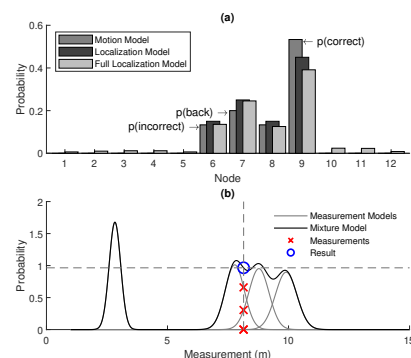 (a)
0.6
0.4
0.2
0
Probability
Motion Model
Localization Model
Full Localization Model
p(correct)
p(back)
p(incorrect)
1 2 3 4 5 6 7 8 9 10 11 12
Node
(b)
2
1.5
1
0.5
0
Probability
Measurement Models
Mixture Model
Measurements
Result
0 5 10 15
Measurement (m)